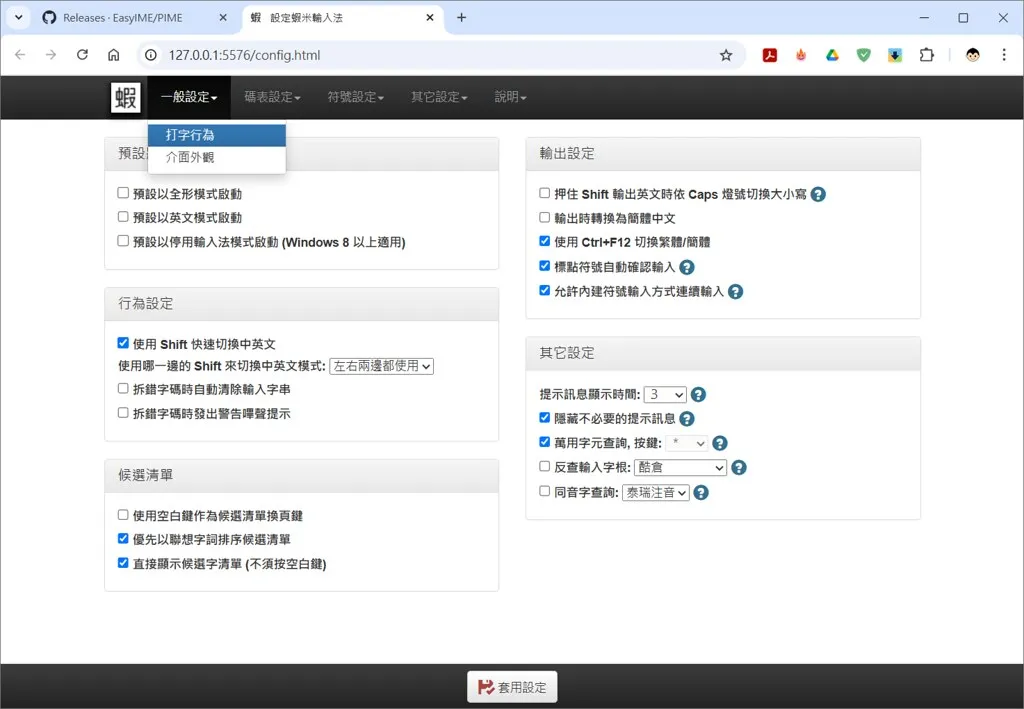 Releases · EasyIME/PIME
蝦 設定蝦米輸入法
127.0.0.1:5576/config.html
蝦 一般設定 碼表設定 符號設定 其它設定 說明
打字行為
介面外觀
預設
預設以全形模式啟動
預設以英文模式啟動
預設以停用輸入法模式啟動 (Windows 8 以上適用)
行為設定
使用 Shift 快速切換中英文
使用哪一邊的 Shift 來切換中英文模式: 左右兩邊都使用
拆錯字碼時自動清除輸入字串
拆錯字碼時發出警告嗶聲提示
候選清單
使用空白鍵作為候選清單換頁鍵
優先以聯想字詞排序候選清單
直接顯示候選字清單 (不須按空白鍵)
輸出設定
押住 Shift 輸出英文時依 Caps 燈號切換大小寫 ?
輸出時轉換為簡體中文
使用 Ctrl+F12 切換繁體/簡體
標點符號自動確認輸入 ?
允許內建符號輸入方式連續輸入 ?
其它設定
提示訊息顯示時間: 3 ?
隱藏不必要的提示訊息 ?
萬用字元查詢, 按鍵: * ?
反查輸入字根: 酷倉 ?
同音字查詢: 泰瑞注音 ?
套用設定